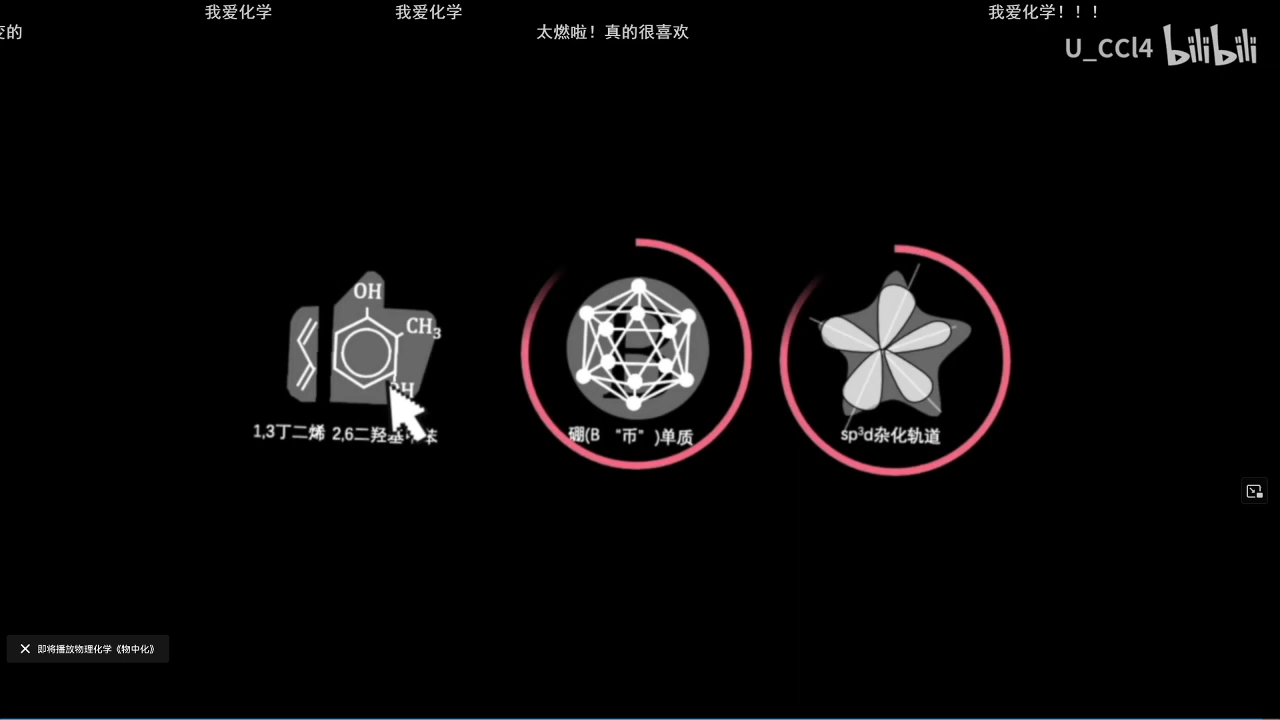 我爱化学
我爱化学
我爱化学！！！
变的
太燃啦！真的很喜欢
U_CCl4 bilibili
OH
CH3
1,3丁二烯
2,6二羟基
硼(B “币” )单质
sp³d杂化轨道
即将播放物理化学《物中化》